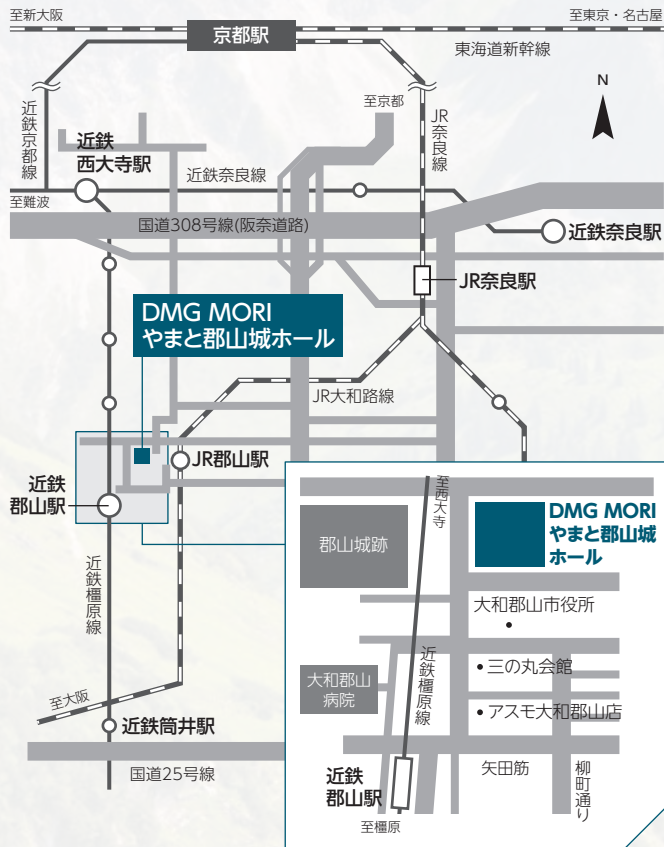 至新大阪
至東京・名古屋
京都駅
東海道新幹線
N
近鉄京都線
至京都
JR奈良線
近鉄
西大寺駅
近鉄奈良線
至難波
国道308号線(阪奈道路)
近鉄奈良駅
JR奈良駅
DMG MORI
やまと郡山城ホール
JR大和路線
JR郡山駅
近鉄
郡山駅
近鉄橿原線
至大阪
近鉄筒井駅
国道25号線
至西大寺
DMG MORI
やまと郡山城
ホール
郡山城跡
大和郡山市役所
•
• 三の丸会館
大和郡山
病院
近鉄橿原線
• アスモ大和郡山店
矢田筋
柳町通り
近鉄
郡山駅
至橿原